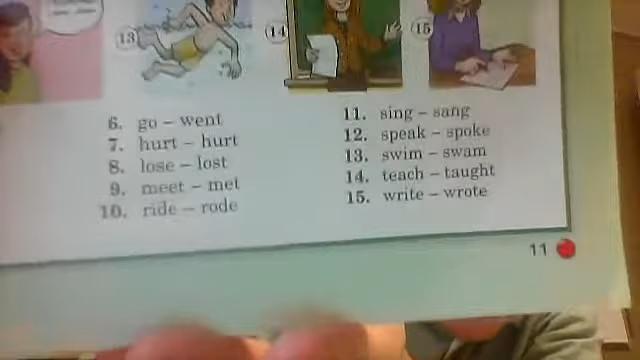 13
14
15
6. go – went
7. hurt – hurt
8. lose – lost
9. meet – met
10. ride – rode
11. sing – sang
12. speak – spoke
13. swim – swam
14. teach – taught
15. write – wrote
11